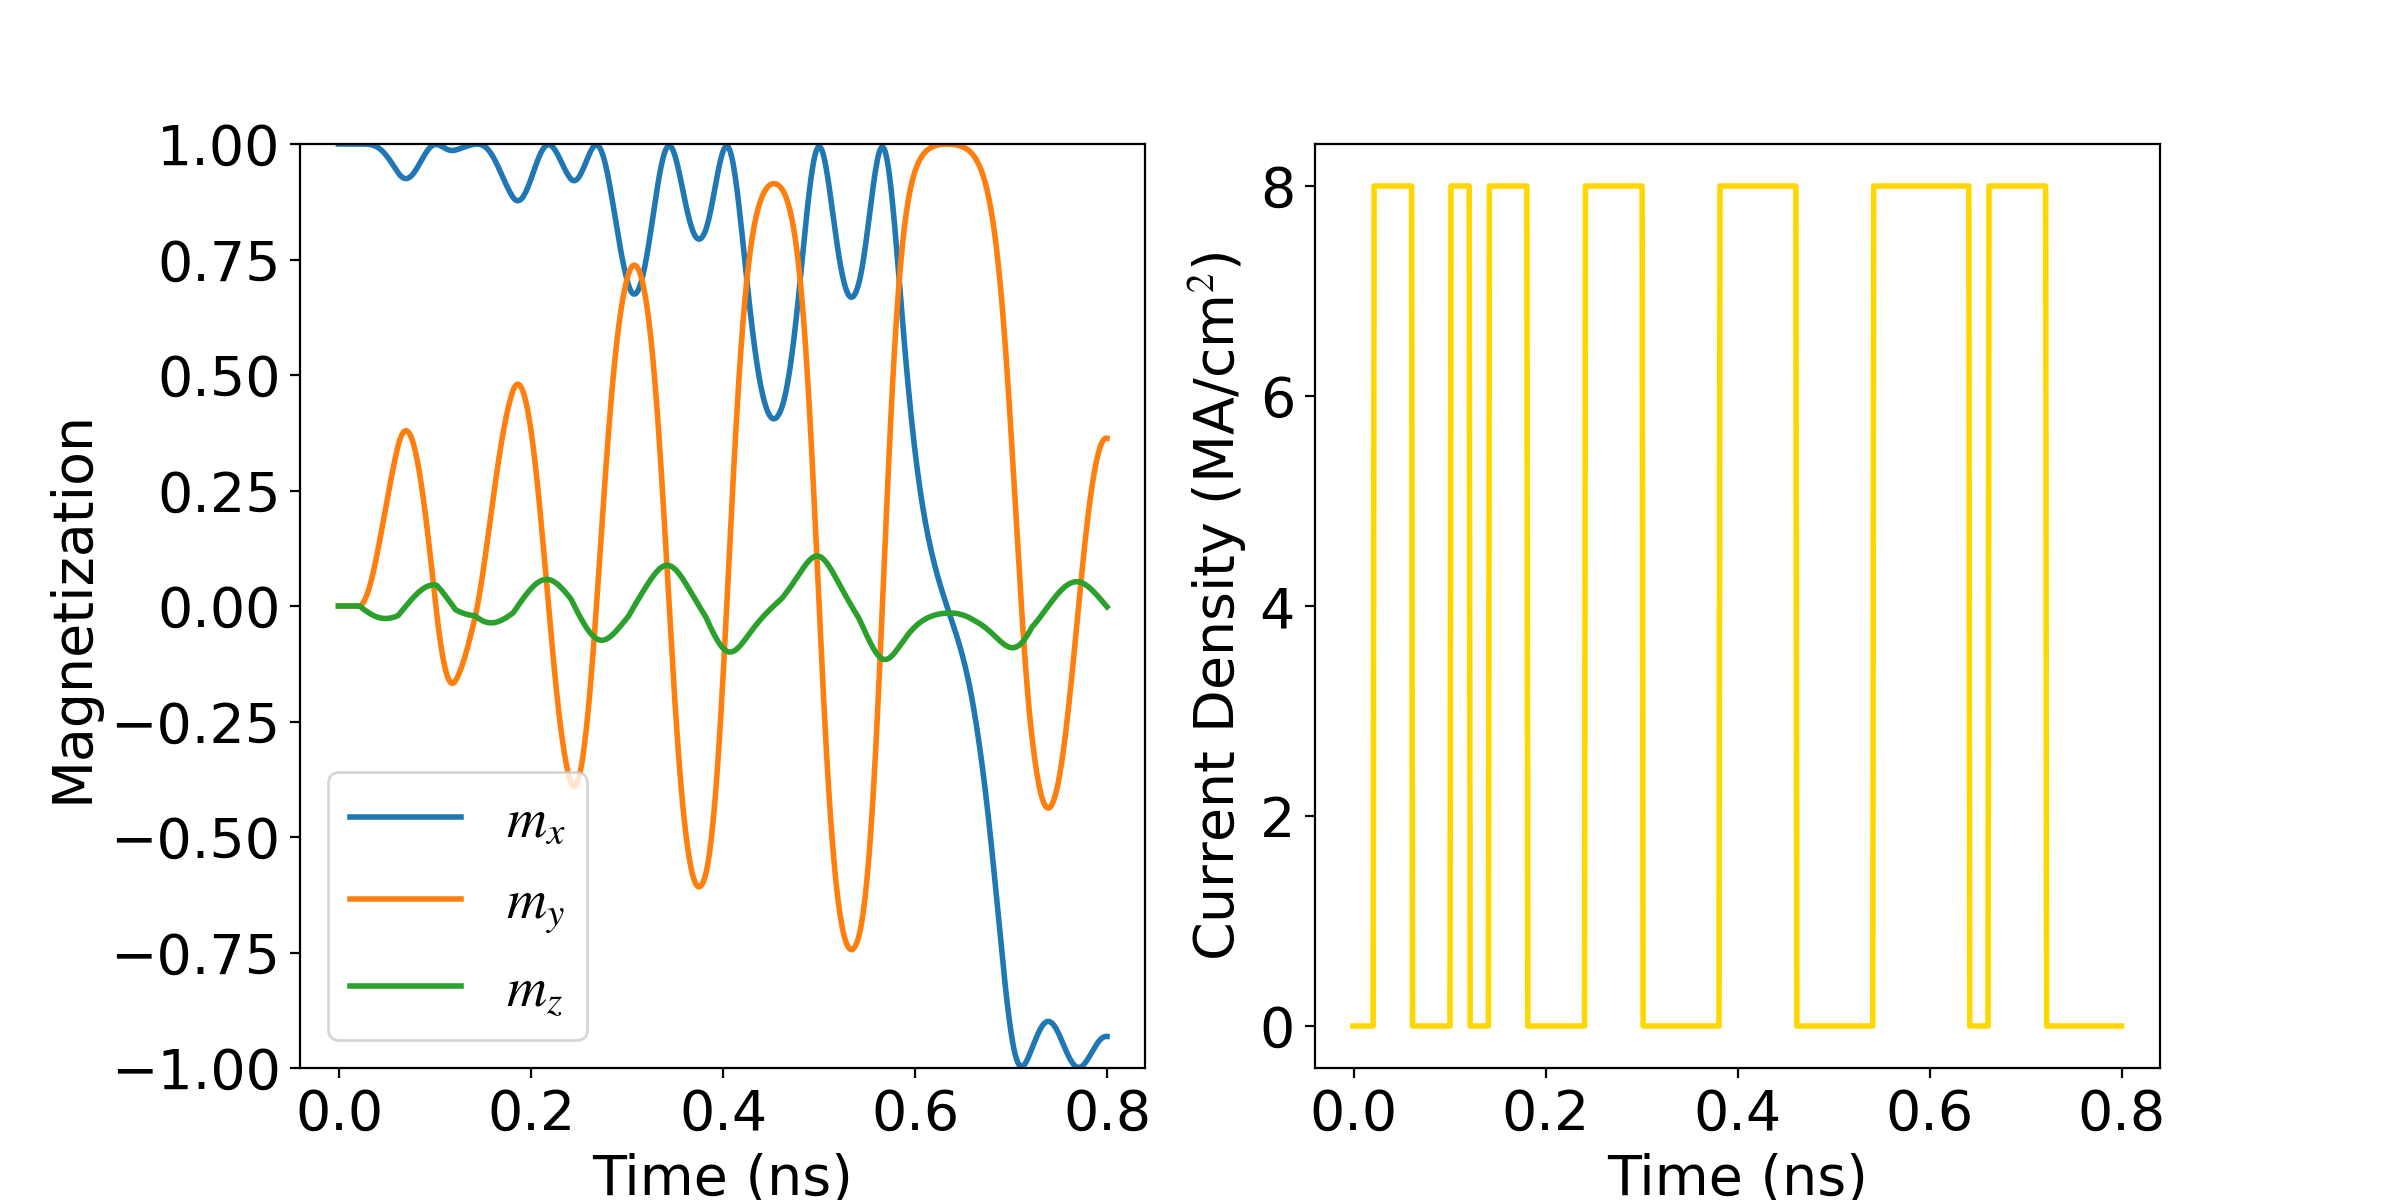 Magnetization
1.00
0.75
0.50
0.25
0.00
−0.25
−0.50
−0.75
−1.00
m_x
m_y
m_z
0.0 0.2 0.4 0.6 0.8
Time (ns)
Current Density (MA/cm²)
8
6
4
2
0
0.0 0.2 0.4 0.6 0.8
Time (ns)